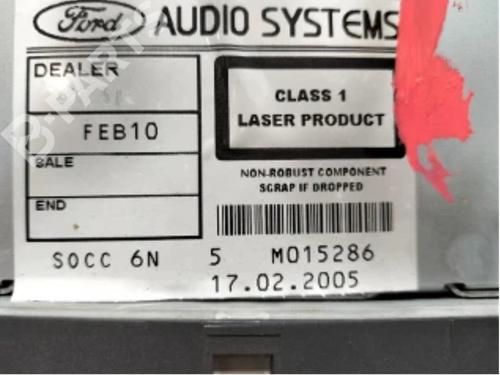 Ford AUDIO SYSTEMS
DEALER
FEB10
SALE
END
CLASS 1
LASER PRODUCT
NON-ROBUST COMPONENT
SCRAP IF DROPPED
SOCC 6N 5 M015286
17.02.2005
B-PARTS